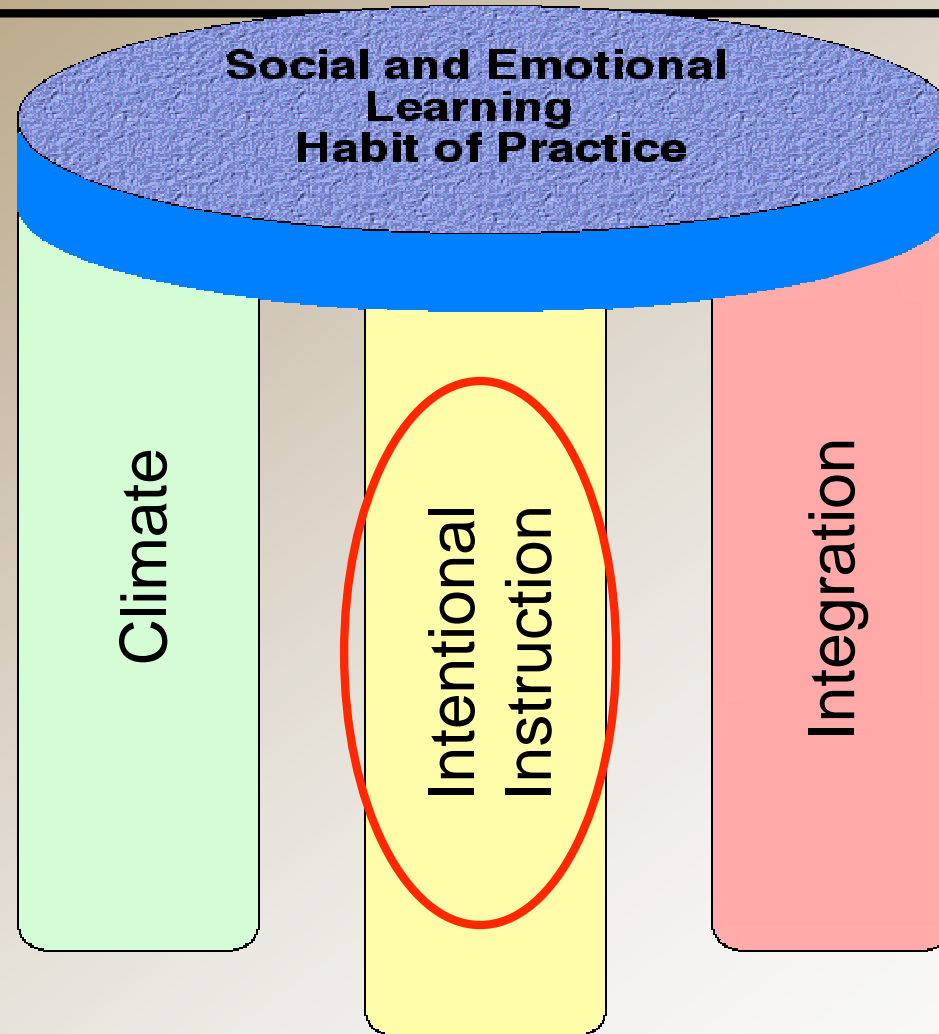 Social and Emotional
Learning
Habit of Practice
Climate
Intentional
Instruction
Integration